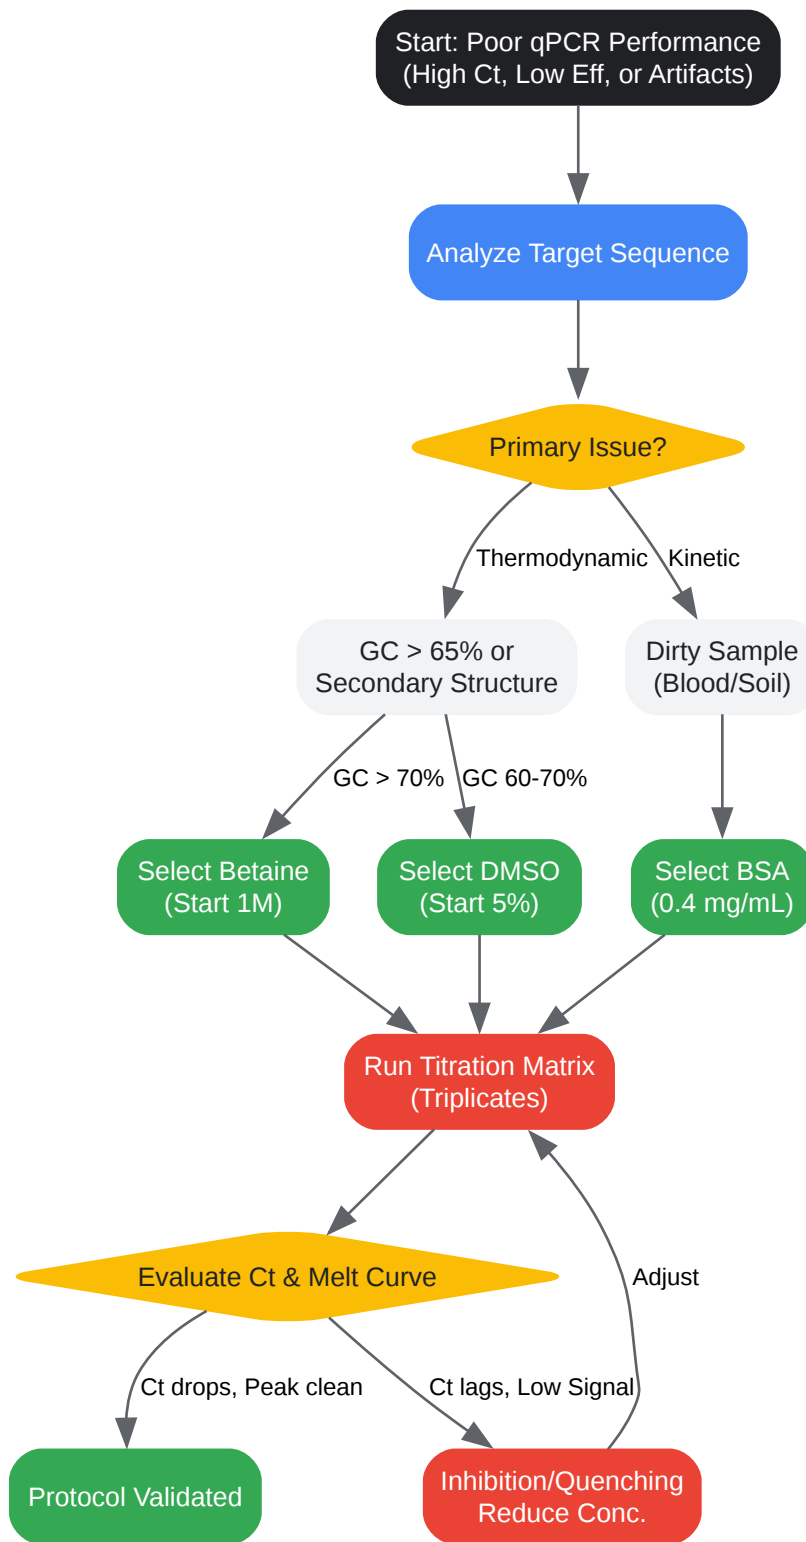 Start: Poor qPCR Performance
(High Ct, Low Eff, or Artifacts)
Analyze Target Sequence
Primary Issue?
Thermodynamic
Kinetic
GC > 65% or
Secondary Structure
Dirty Sample
(Blood/Soil)
GC > 70%
GC 60-70%
Select Betaine
(Start 1M)
Select DMSO
(Start 5%)
Select BSA
(0.4 mg/mL)
Run Titration Matrix
(Triplicates)
Evaluate Ct & Melt Curve
Adjust
Ct drops, Peak clean
Ct lags, Low Signal
Protocol Validated
Inhibition/Quenching
Reduce Conc.